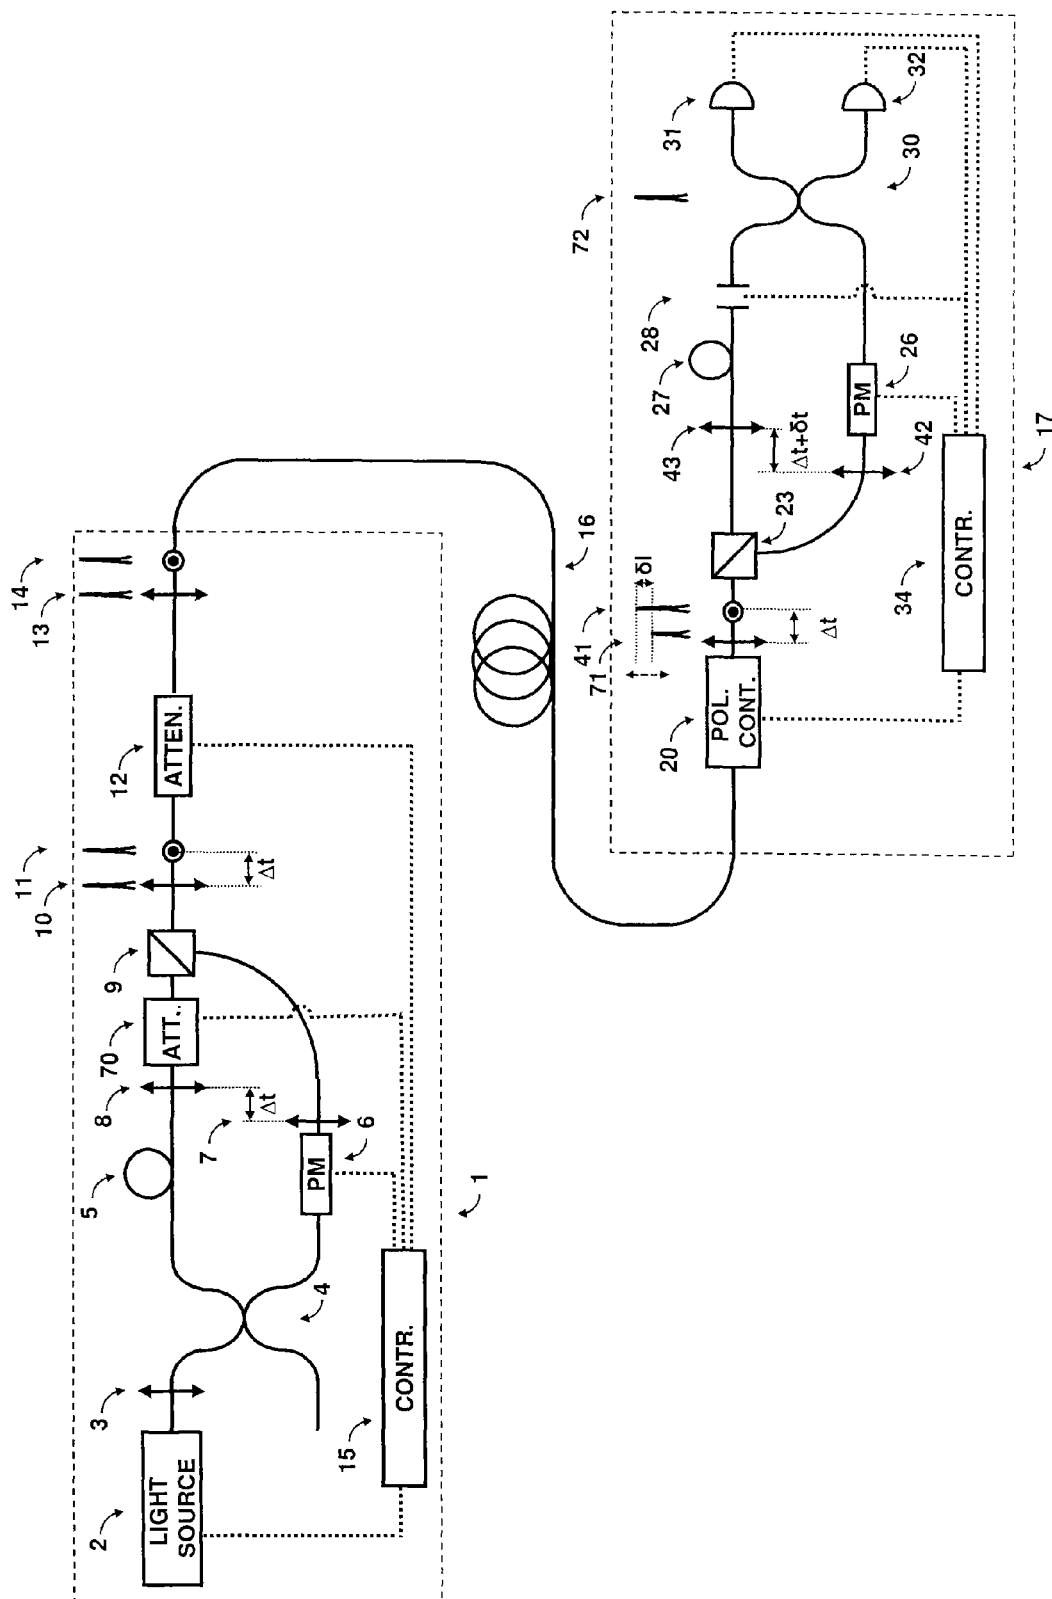 2
LIGHT
SOURCE
3
4
5
PM
6
7
8
Δt
70
ATT..
9
10
11
Δt
12
ATTEN.
13
14
15
CONTR.
1
16
20
POL.
CONT.
71
41
δI
Δt
23
43
42
Δt+δt
27
28
PM
26
72
30
31
32
34
CONTR.
17